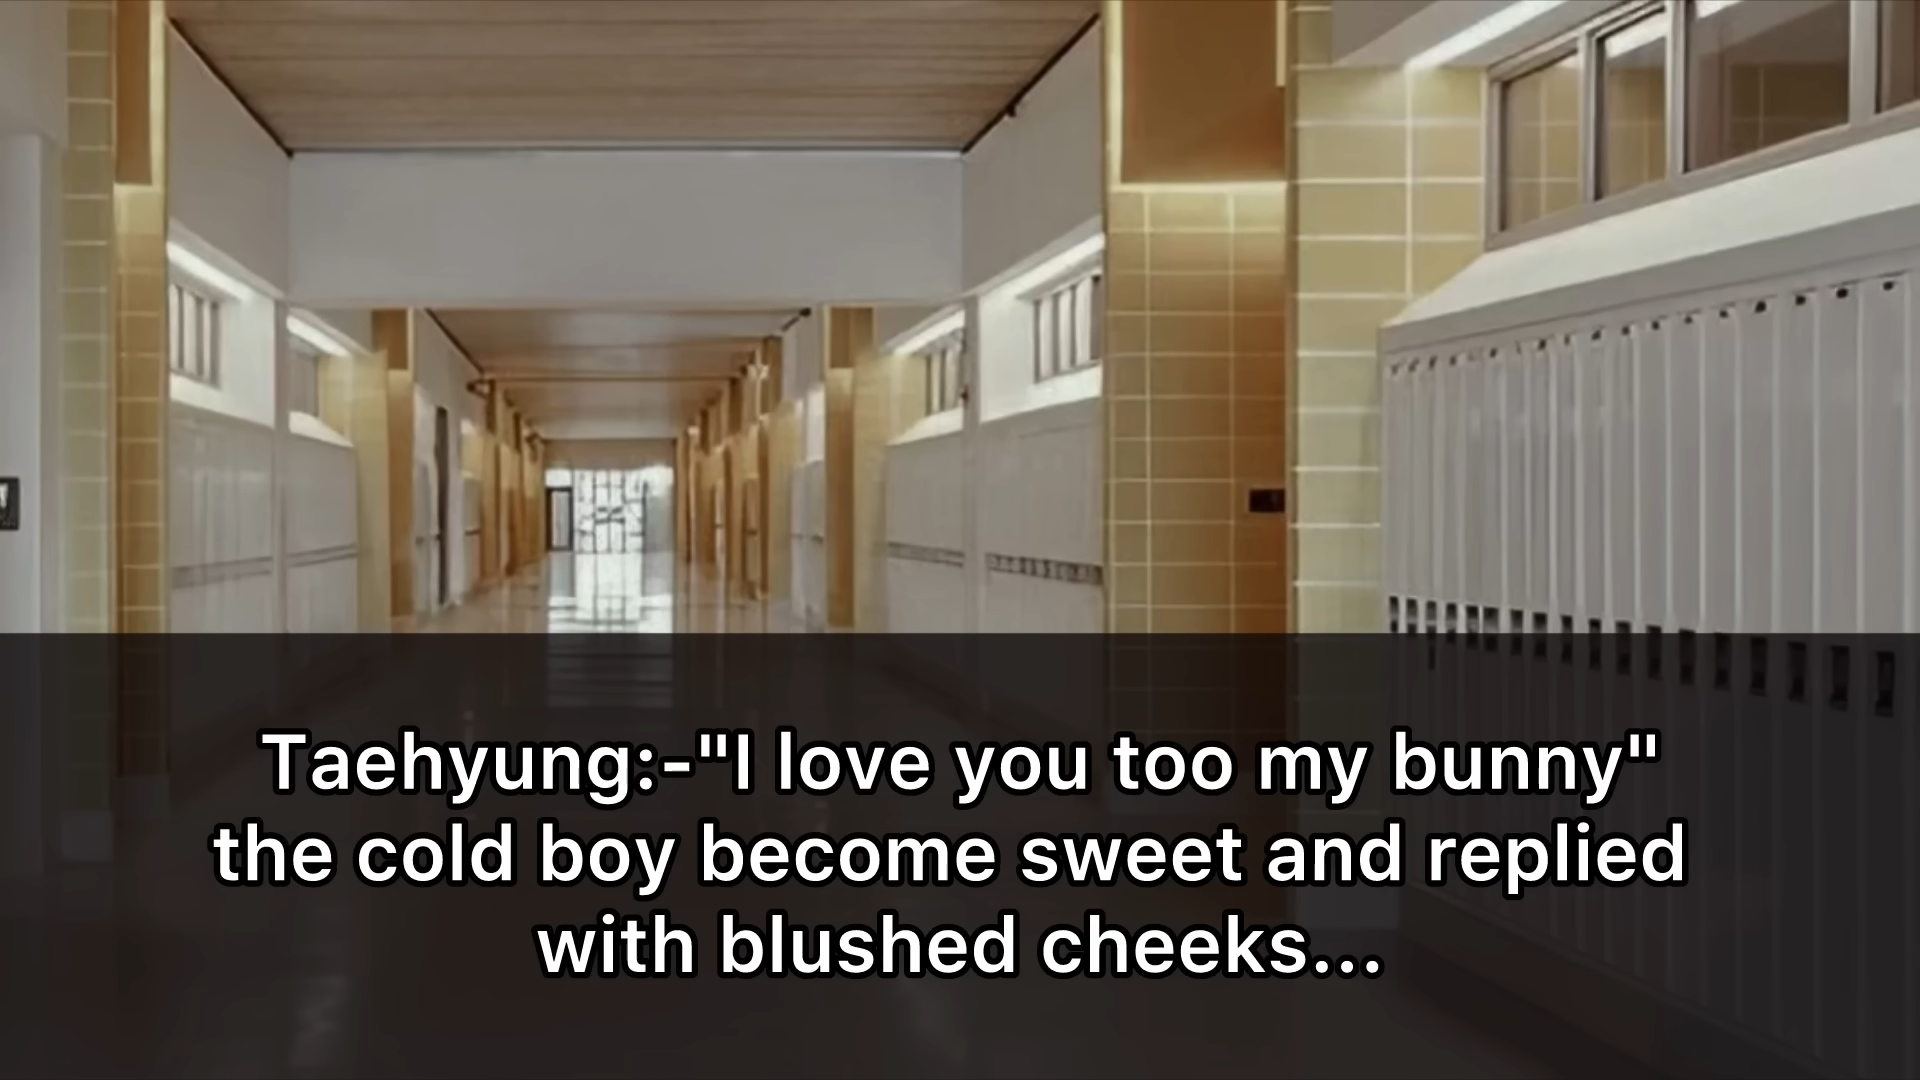 Taehyung:-"I love you too my bunny"
the cold boy become sweet and replied
with blushed cheeks...